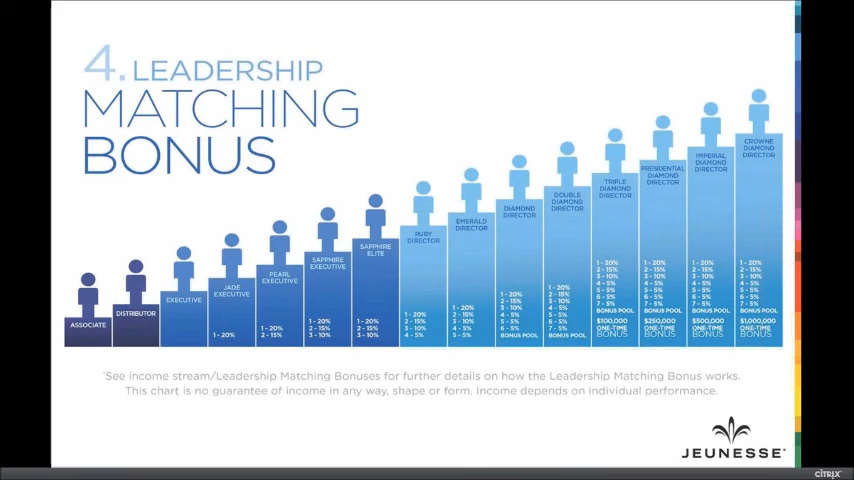 4. LEADERSHIP
MATCHING
BONUS
ASSOCIATE
DISTRIBUTOR
EXECUTIVE
JADE
EXECUTIVE
1 - 20%
PEARL
EXECUTIVE
1 - 20%
2 - 15%
SAPPHIRE
EXECUTIVE
1 - 20%
2 - 15%
3 - 10%
SAPPHIRE
ELITE
1 - 20%
2 - 15%
3 - 10%
RUBY
DIRECTOR
1 - 20%
2 - 15%
3 - 10%
4 - 5%
EMERALD
DIRECTOR
1 - 20%
2 - 15%
3 - 10%
4 - 5%
5 - 5%
DIAMOND
DIRECTOR
1 - 20%
2 - 15%
3 - 10%
4 - 5%
5 - 5%
6 - 5%
BONUS POOL
DOUBLE
DIAMOND
DIRECTOR
1 - 20%
2 - 15%
3 - 10%
4 - 5%
5 - 5%
6 - 5%
7 - 5%
BONUS POOL
TRIPLE
DIAMOND
DIRECTOR
1 - 20%
2 - 15%
3 - 10%
4 - 5%
5 - 5%
6 - 5%
7 - 5%
BONUS POOL
$100,000
ONE-TIME
BONUS
PRESIDENTIAL
DIAMOND
DIRECTOR
1 - 20%
2 - 15%
3 - 10%
4 - 5%
5 - 5%
6 - 5%
7 - 5%
BONUS POOL
$250,000
ONE-TIME
BONUS
IMPERIAL
DIAMOND
DIRECTOR
1 - 20%
2 - 15%
3 - 10%
4 - 5%
5 - 5%
6 - 5%
7 - 5%
BONUS POOL
$500,000
ONE-TIME
BONUS
CROWNE
DIAMOND
DIRECTOR
1 - 20%
2 - 15%
3 - 10%
4 - 5%
5 - 5%
6 - 5%
7 - 5%
BONUS POOL
$1,000,000
ONE-TIME
BONUS
*See income stream/Leadership Matching Bonuses for further details on how the Leadership Matching Bonus works.
This chart is no guarantee of income in any way, shape or form. Income depends on individual performance.
JEUNESSE®
CITRIX